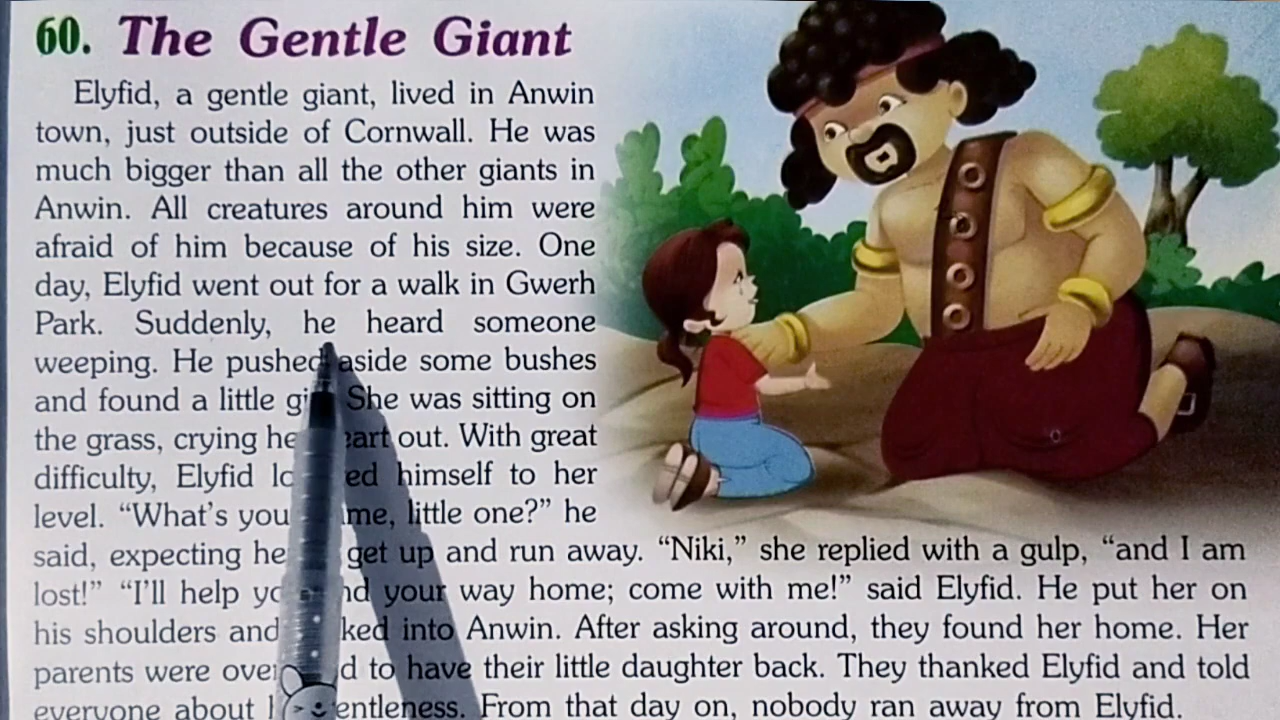 60. The Gentle Giant
Elyfid, a gentle giant, lived in Anwin
town, just outside of Cornwall. He was
much bigger than all the other giants in
Anwin. All creatures around him were
afraid of him because of his size. One
day, Elyfid went out for a walk in Gwerh
Park. Suddenly, he heard someone
weeping. He pushed aside some bushes
and found a little She was sitting on
the grass, crying out. With great
difficulty, Elyfid himself to her
level. “What’s little one?” he
said, expecting get up and run away. “Niki,” she replied with a gulp, “and I am
lost!” “I’ll help your way home; come with me!” said Elyfid. He put her on
his shoulders and into Anwin. After asking around, they found her home. Her
parents were to have their little daughter back. They thanked Elyfid and told
everyone about From that day on, nobody ran away from Elyfid.